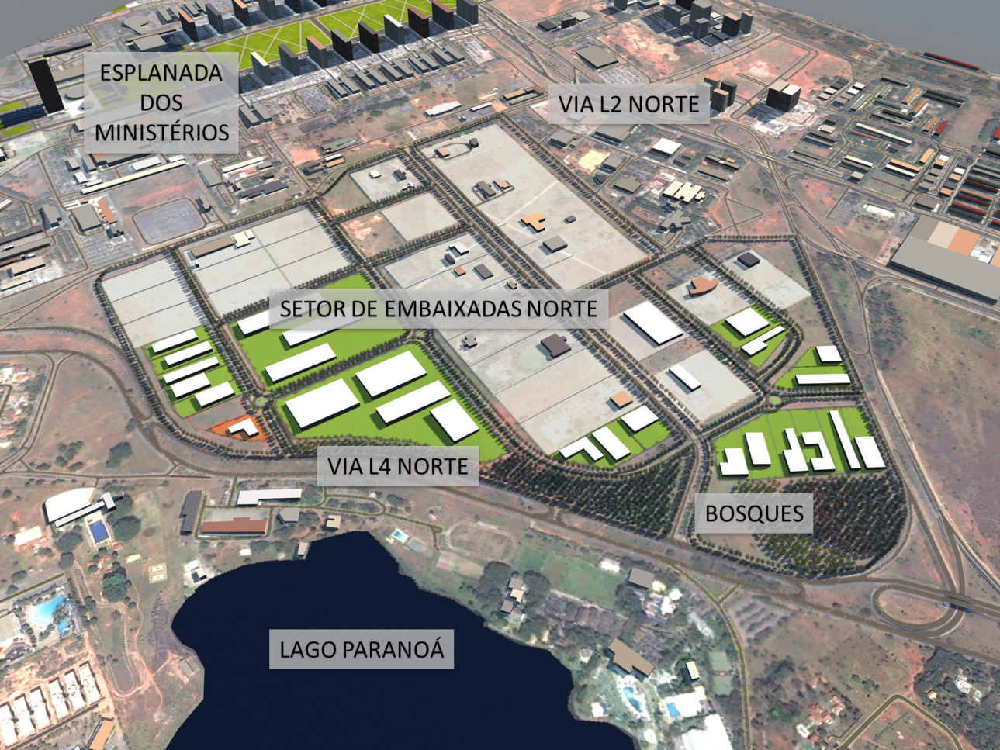 ESPLANADA
DOS
MINISTÉRIOS
VIA L2 NORTE
SETOR DE EMBAIXADAS NORTE
VIA L4 NORTE
BOSQUES
LAGO PARANOÁ